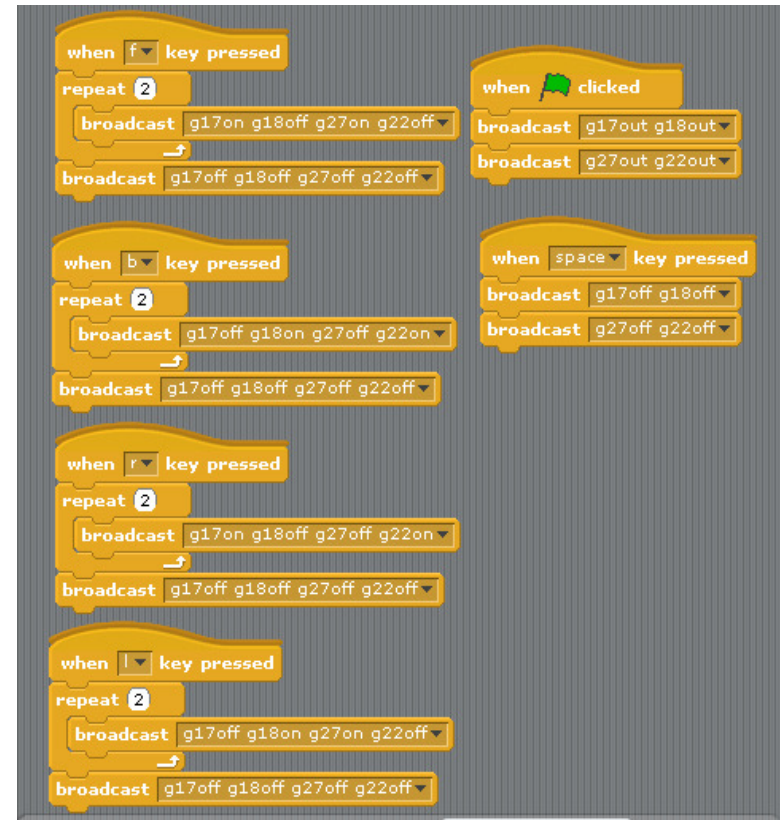 when f key pressed
repeat 2
broadcast g17on g18off g27on g22off
broadcast g17off g18off g27off g22off
when b key pressed
repeat 2
broadcast g17off g18on g27off g22on
broadcast g17off g18off g27off g22off
when r key pressed
repeat 2
broadcast g17on g18off g27off g22on
broadcast g17off g18off g27off g22off
when l key pressed
repeat 2
broadcast g17off g18on g27on g22off
broadcast g17off g18off g27off g22off
when clicked
broadcast g17out g18out
broadcast g27out g22out
when space key pressed
broadcast g17off g18off
broadcast g27off g22off